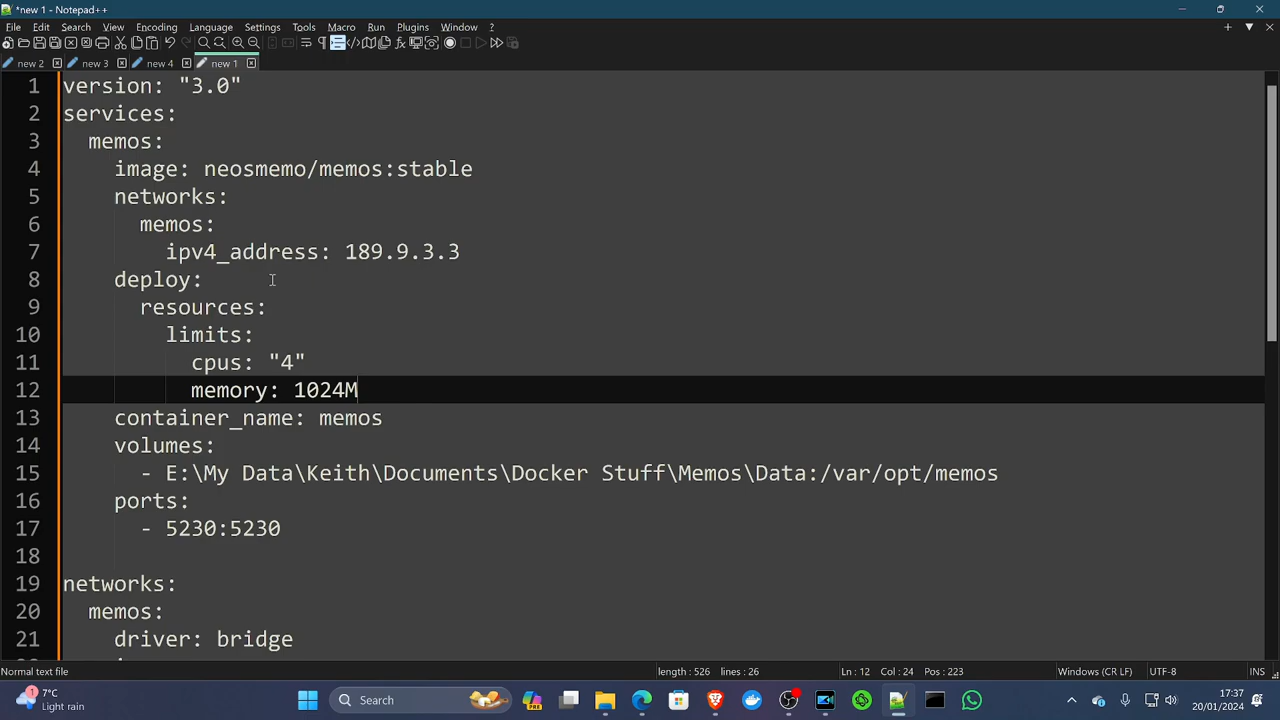 *new 1 - Notepad++
File Edit Search View Encoding Language Settings Tools Macro Run Plugins Window ?
new 2 new 3 new 4 new 1
1 version: "3.0"
2 services:
3 memos:
4 image: neosmemo/memos:stable
5 networks:
6 memos:
7 ipv4_address: 189.9.3.3
8 deploy:
9 resources:
10 limits:
11 cpus: "4"
12 memory: 1024M
13 container_name: memos
14 volumes:
15 - E:\My Data\Keith\Documents\Docker Stuff\Memos\Data:/var/opt/memos
16 ports:
17 - 5230:5230
18
19 networks:
20 memos:
21 driver: bridge
Normal text file length : 526 lines : 26 Ln : 12 Col : 24 Pos : 223 Windows (CR LF) UTF-8 INS
1 7°C Search PRE 17:37
Light rain 20/01/2024